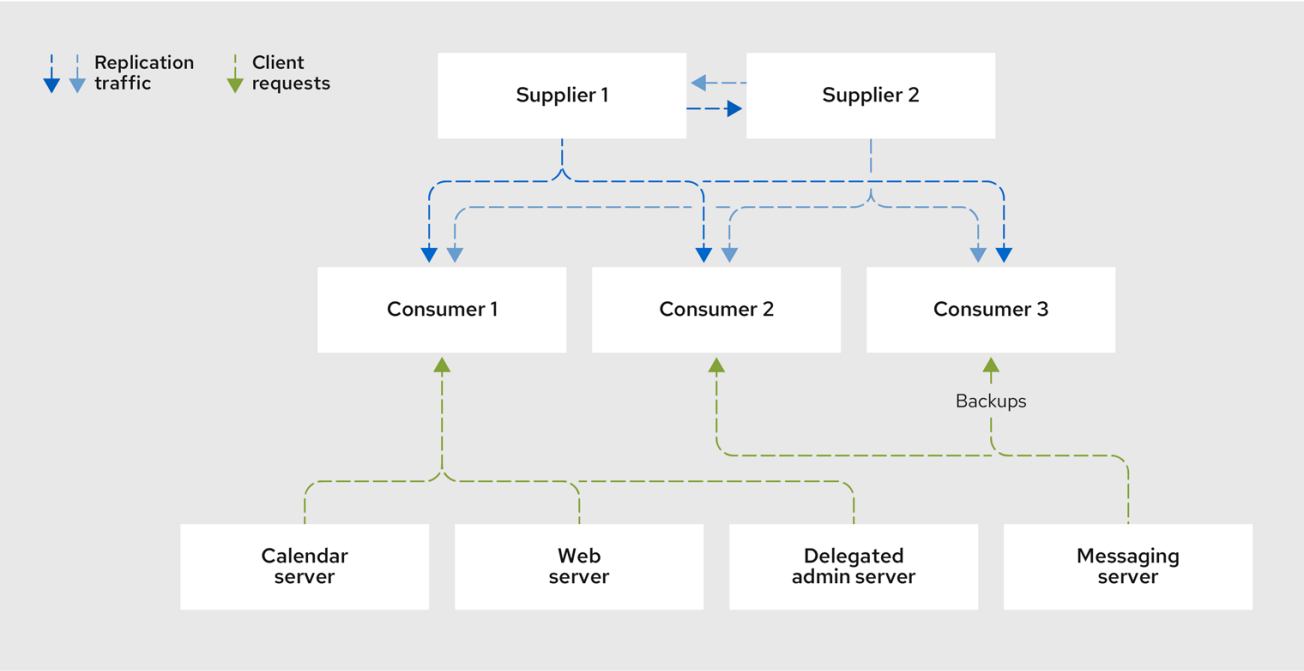 Replication
traffic
Client
requests
Supplier 1
Supplier 2
Consumer 1
Consumer 2
Consumer 3
Backups
Calendar
server
Web
server
Delegated
admin server
Messaging
server